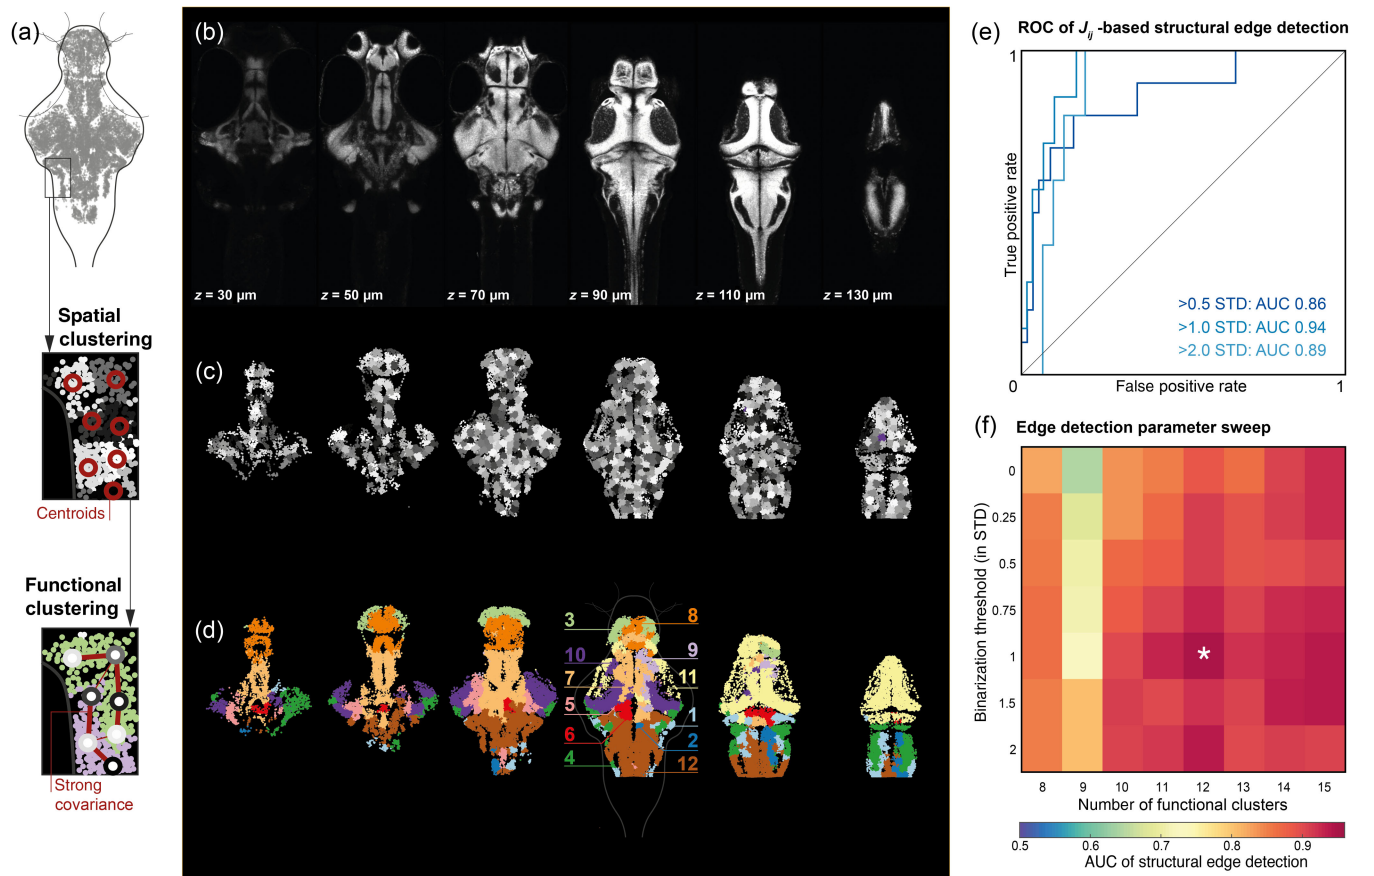 (a)
Spatial
clustering
Centroids
Functional
clustering
Strong
covariance
(b)
z = 30 µm
z = 50 µm
z = 70 µm
z = 90 µm
z = 110 µm
z = 130 µm
(c)
(d)
3
10
7
5
6
4
8
9
11
1
2
12
(e)
ROC of Jij -based structural edge detection
1
True positive rate
>0.5 STD: AUC 0.86
>1.0 STD: AUC 0.94
>2.0 STD: AUC 0.89
0
False positive rate
1
(f)
Edge detection parameter sweep
Binarization threshold (in STD)
0
0.25
0.5
0.75
1
1.5
2
*
8 9 10 11 12 13 14 15
Number of functional clusters
0.5 0.6 0.7 0.8 0.9
AUC of structural edge detection